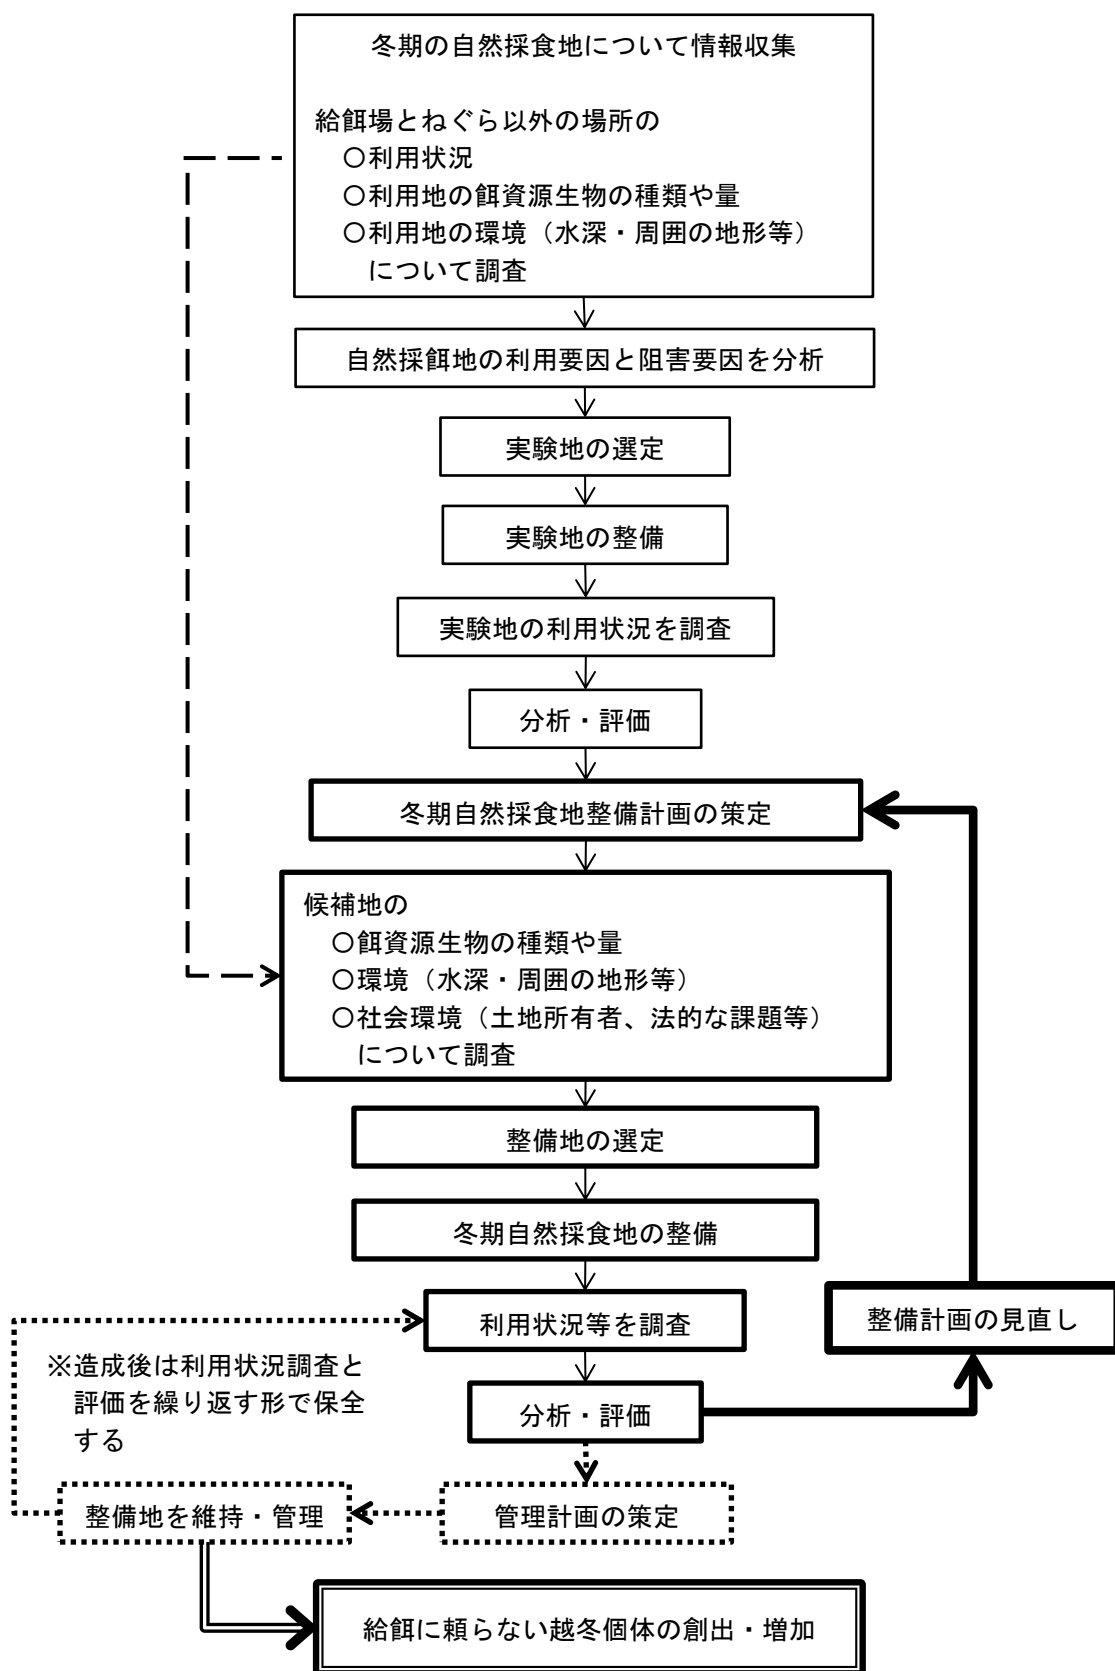 冬期の自然採食地について情報収集
給餌場とねぐら以外の場所の
○利用状況
○利用地の餌資源生物の種類や量
○利用地の環境（水深・周囲の地形等）
について調査
自然採餌地の利用要因と阻害要因を分析
実験地の選定
実験地の整備
実験地の利用状況を調査
分析・評価
冬期自然採食地整備計画の策定
候補地の
○餌資源生物の種類や量
○環境（水深・周囲の地形等）
○社会環境（土地所有者、法的な課題等）
について調査
整備地の選定
冬期自然採食地の整備
利用状況等を調査
整備計画の見直し
※造成後は利用状況調査と
評価を繰り返す形で保全
する
分析・評価
整備地を維持・管理
管理計画の策定
給餌に頼らない越冬個体の創出・増加